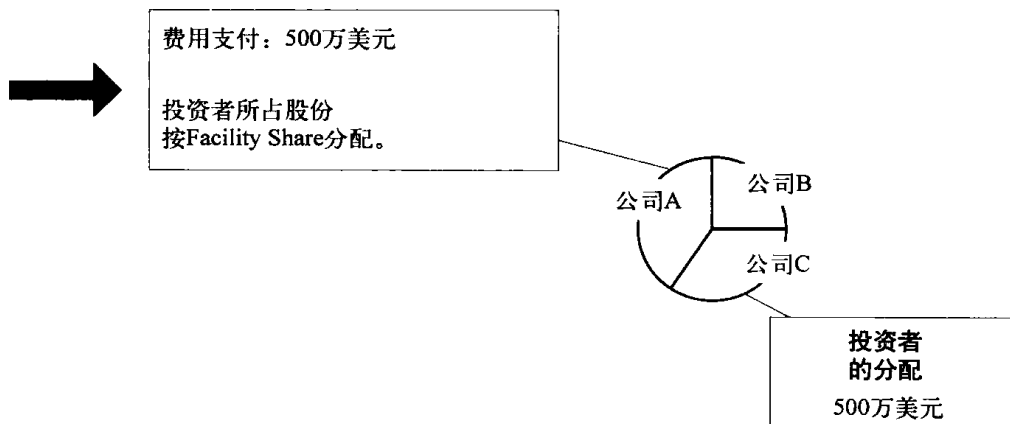 费用支付：500万美元
投资者所占股份
按Facility Share分配。
公司A
公司B
公司C
投资者
的分配
500万美元